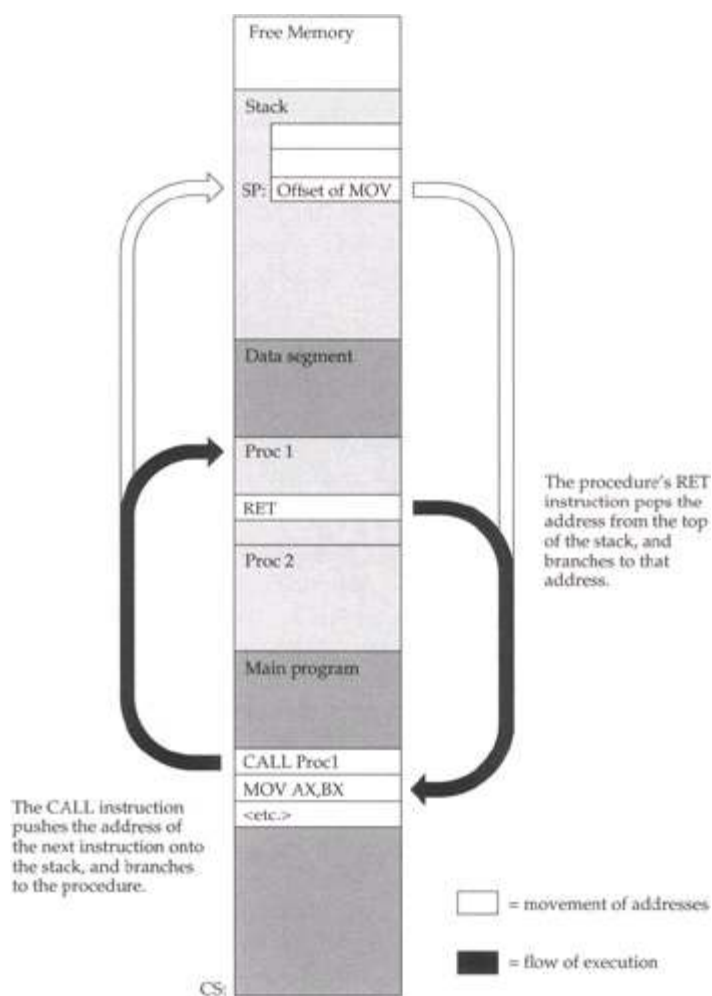 Free Memory
Stack
SP: Offset of MOV
Data segment
Proc 1
RET
Proc 2
Main program
CALL Proc1
MOV AX,BX
<etc.>
CS:
The procedure's RET
instruction pops the
address from the top
of the stack, and
branches to that
address.
The CALL instruction
pushes the address of
the next instruction onto
the stack, and branches
to the procedure.
= movement of addresses
= flow of execution